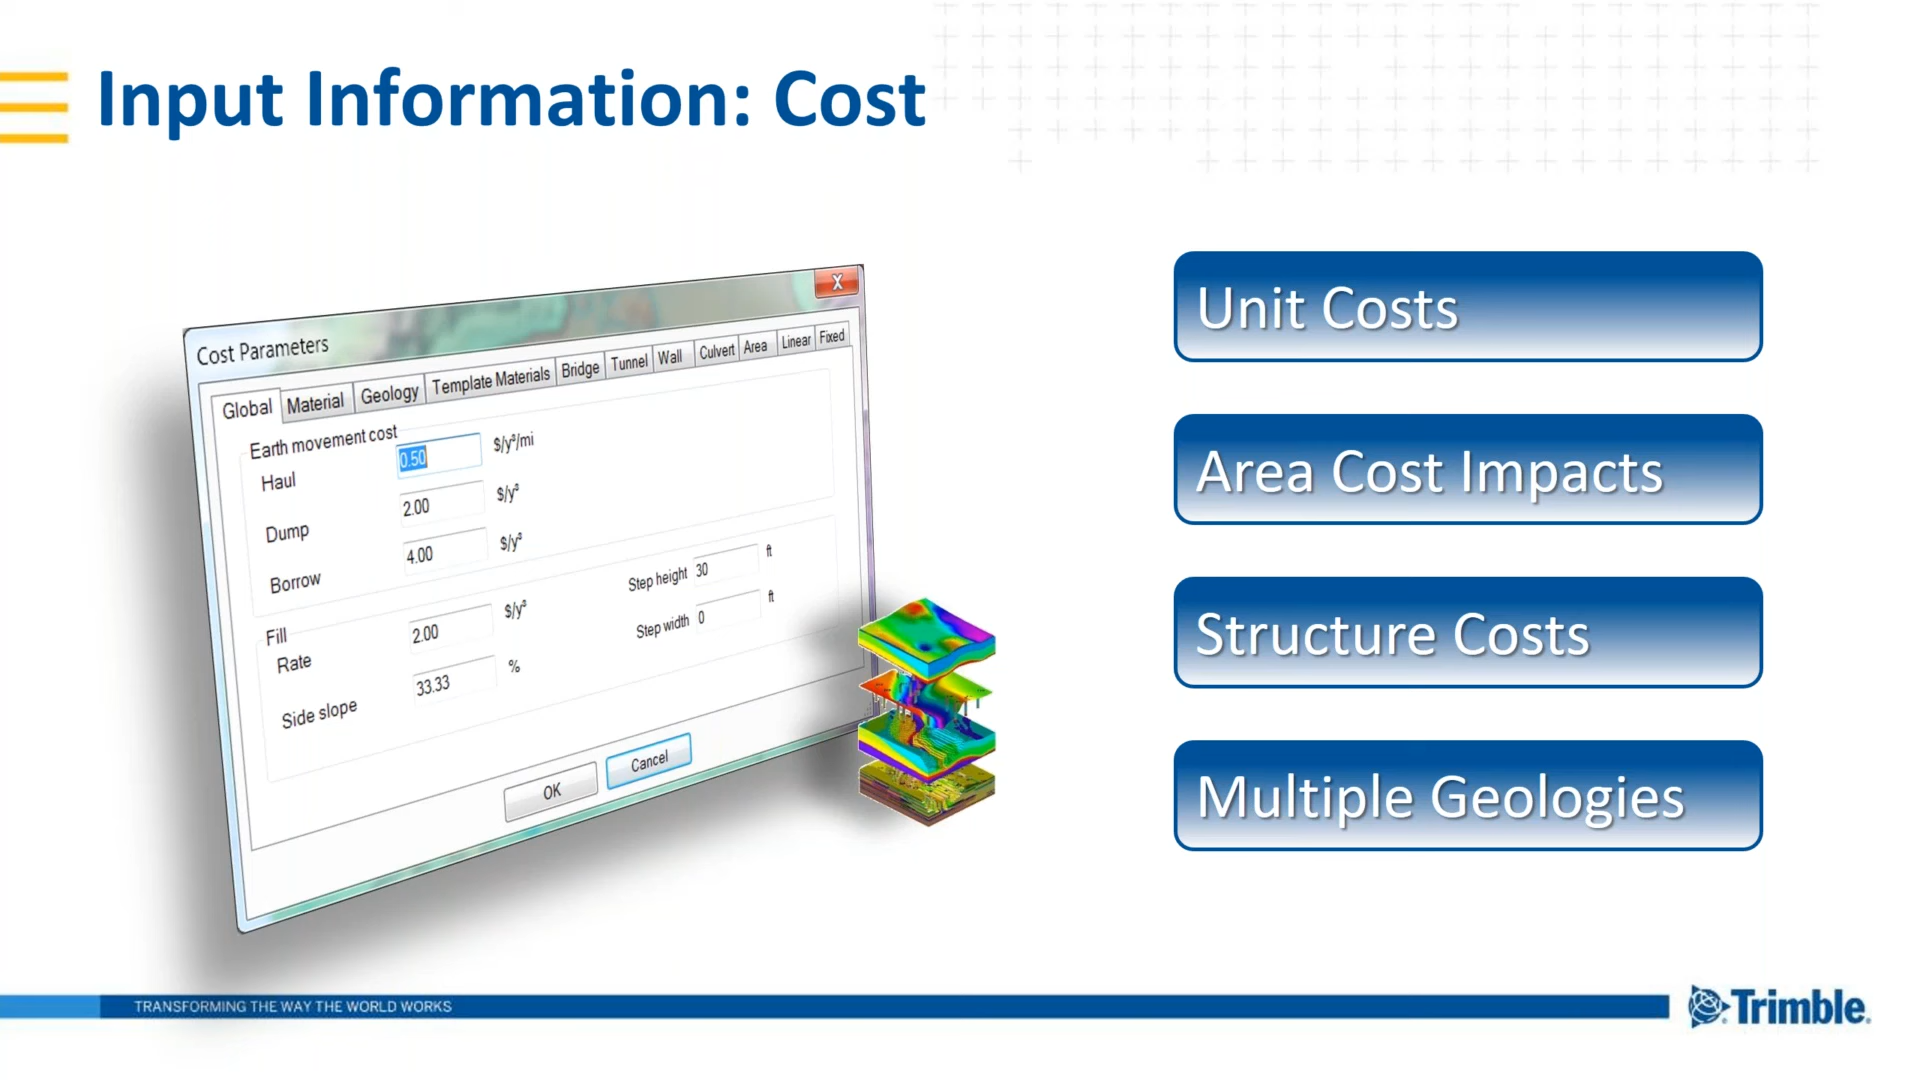 Input Information: Cost
Cost Parameters
X
Global Material Geology Template Materials Bridge Tunnel Wall Culvert Area Linear Fixed
Earth movement cost
Haul 0.50 $/y³/mi
Dump 2.00 $/y³
Borrow 4.00 $/y³
Fill
Rate 2.00 $/y³
Side slope 33.33 %
Step height 30 ft
Step width 0 ft
OK Cancel
Unit Costs
Area Cost Impacts
Structure Costs
Multiple Geologies
TRANSFORMING THE WAY THE WORLD WORKS
Trimble